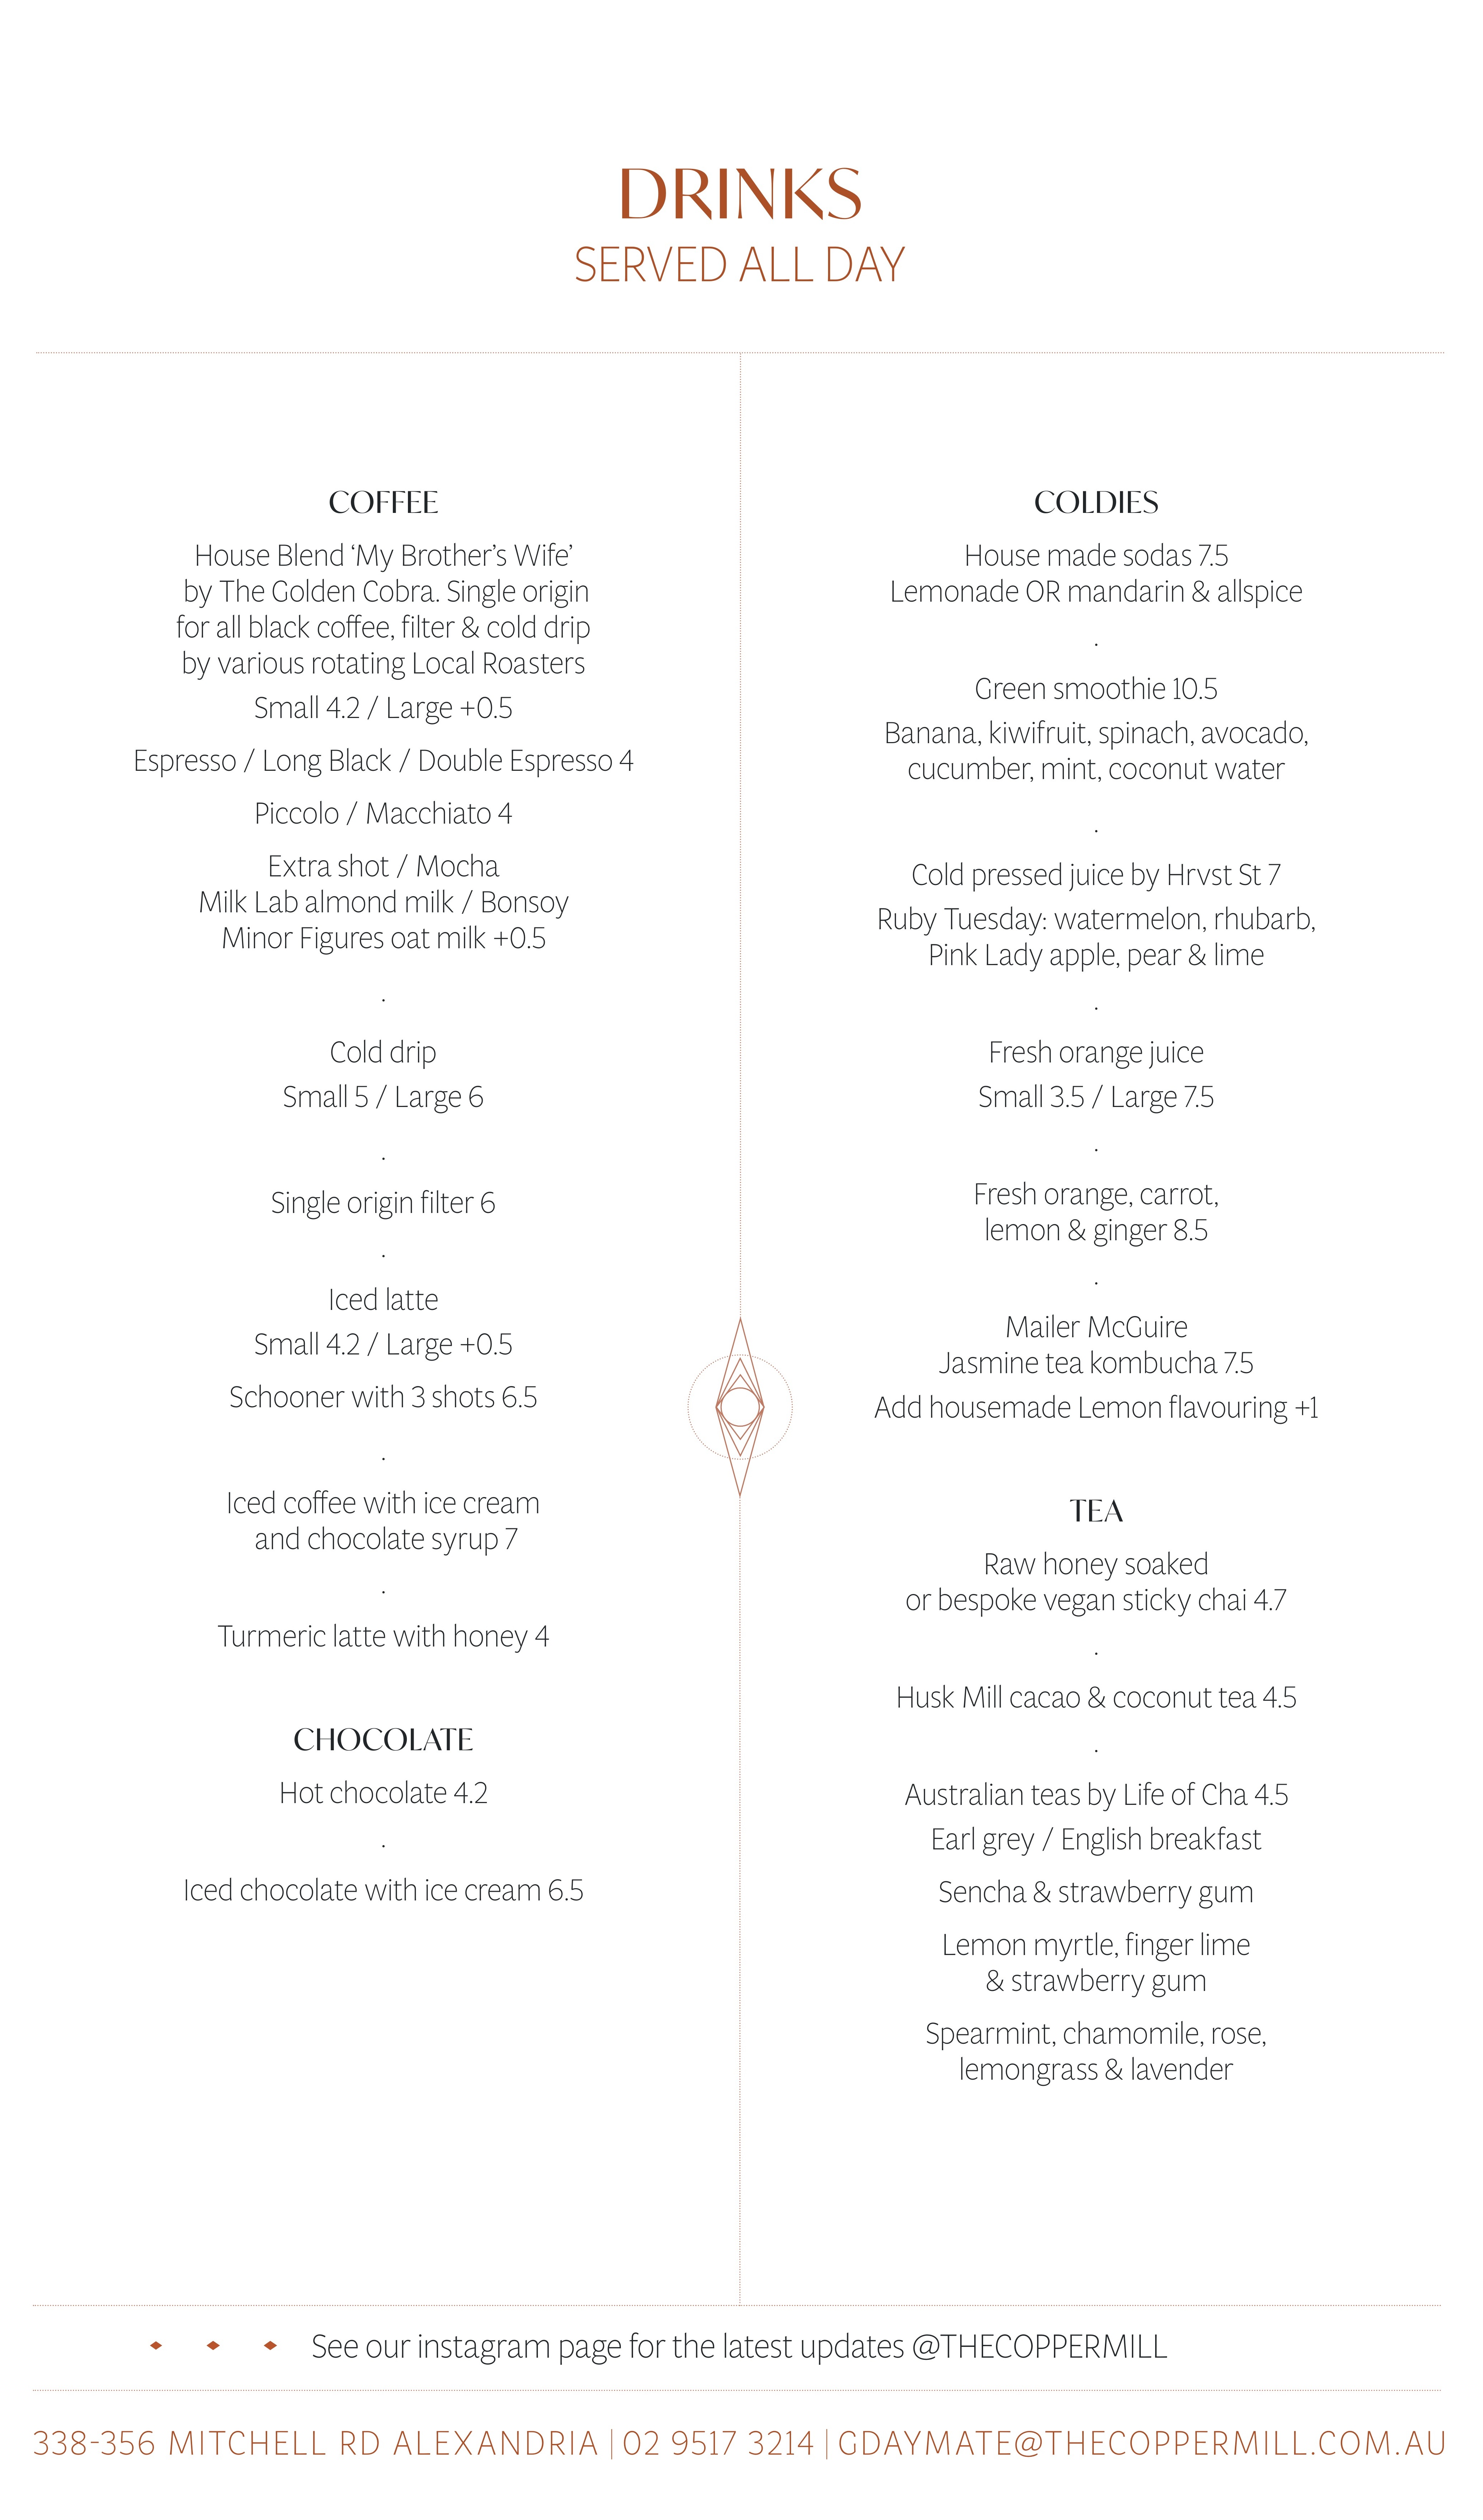 DRINKS
SERVED ALL DAY
COFFEE
House Blend ‘My Brother’s Wife’
by The Golden Cobra. Single origin
for all black coffee, filter & cold drip
by various rotating Local Roasters
Small 4.2 / Large +0.5
Espresso / Long Black / Double Espresso 4
Piccolo / Macchiato 4
Extra shot / Mocha
Milk Lab almond milk / Bonsoy
Minor Figures oat milk +0.5
.
Cold drip
Small 5 / Large 6
.
Single origin filter 6
.
Iced latte
Small 4.2 / Large +0.5
Schooner with 3 shots 6.5
.
Iced coffee with ice cream
and chocolate syrup 7
.
Turmeric latte with honey 4
CHOCOLATE
Hot chocolate 4.2
.
Iced chocolate with ice cream 6.5
COLDIES
House made sodas 7.5
Lemonade OR mandarin & allspice
.
Green smoothie 10.5
Banana, kiwifruit, spinach, avocado,
cucumber, mint, coconut water
.
Cold pressed juice by Hrvst St 7
Ruby Tuesday: watermelon, rhubarb,
Pink Lady apple, pear & lime
.
Fresh orange juice
Small 3.5 / Large 7.5
.
Fresh orange, carrot,
lemon & ginger 8.5
.
Mailer McGuire
Jasmine tea kombucha 7.5
Add housemade Lemon flavouring +1
TEA
Raw honey soaked
or bespoke vegan sticky chai 4.7
.
Husk Mill cacao & coconut tea 4.5
.
Australian teas by Life of Cha 4.5
Earl grey / English breakfast
Sencha & strawberry gum
Lemon myrtle, finger lime
& strawberry gum
Spearmint, chamomile, rose,
lemongrass & lavender
See our instagram page for the latest updates @THECOPPERMILL
338-356 MITCHELL RD ALEXANDRIA | 02 9517 3214 | GDAYMATE@THECOPPERMILL.COM.AU